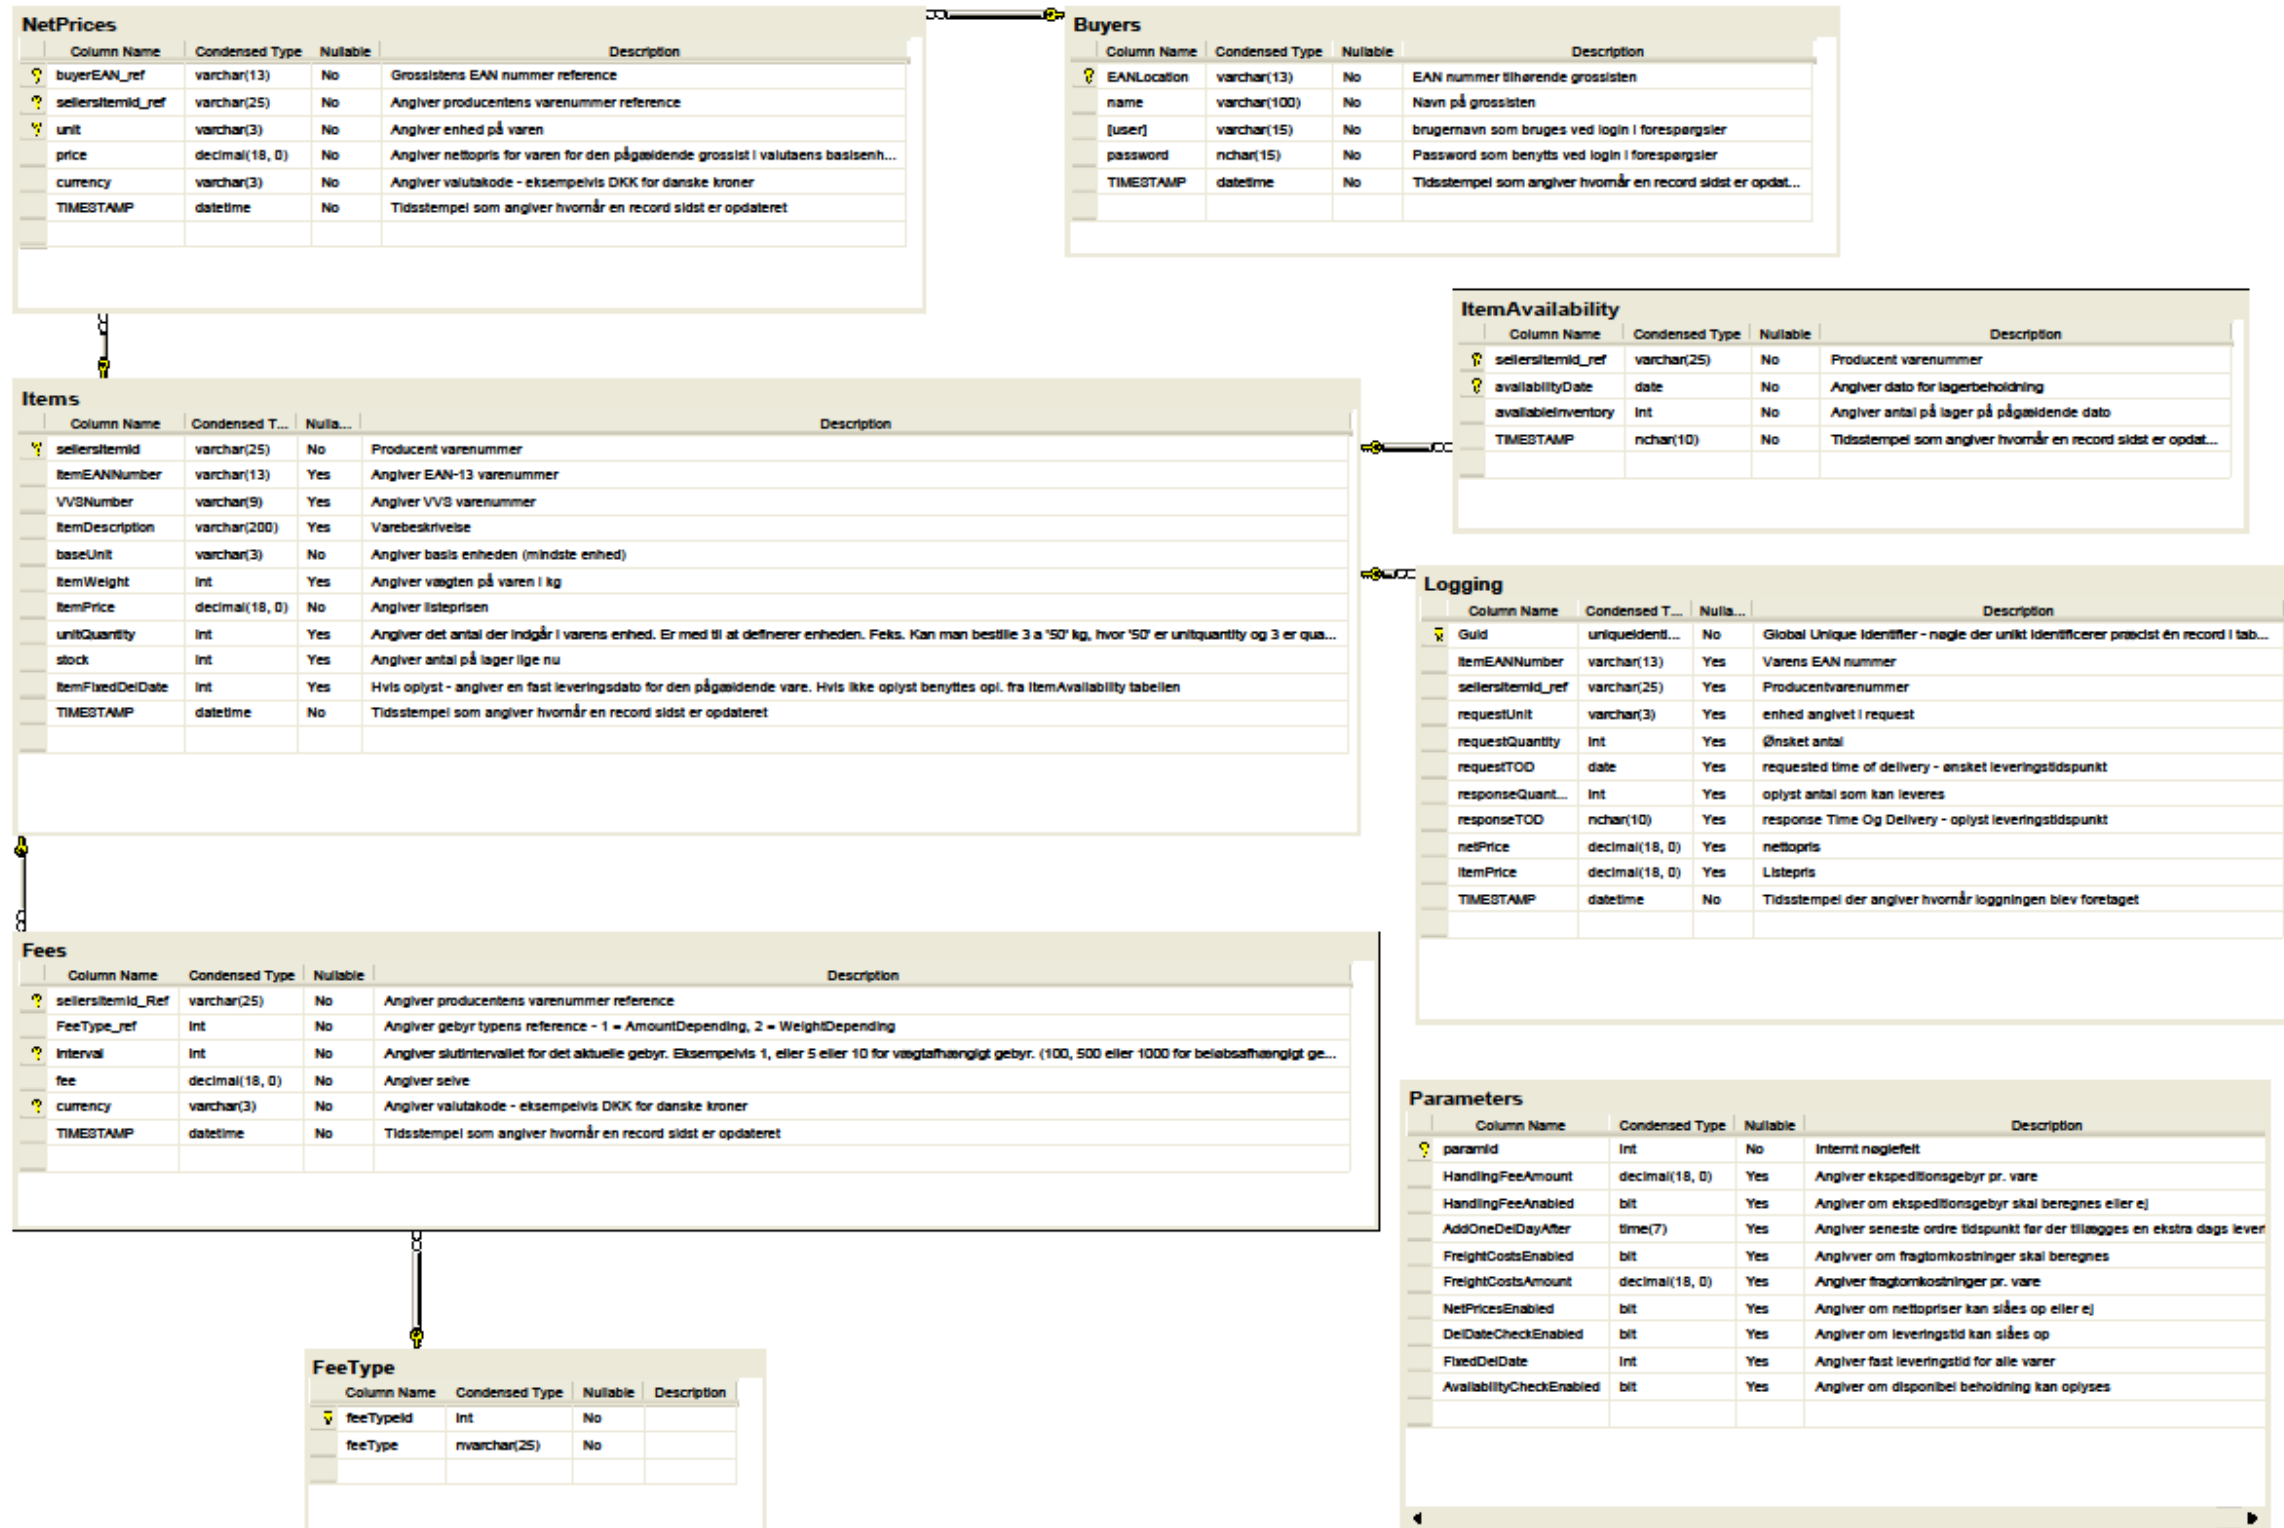 NetPrices
Column Name Condensed Type Nullable Description
buyerEAN_ref varchar(13) No Grossistens EAN nummer reference
sellersItemId_ref varchar(25) No Angiver producentens varenummer reference
unit varchar(3) No Angiver enhed på varen
price decimal(18, 0) No Angiver nettopris for varen for den pågældende grossist i valutaens basisenh...
currency varchar(3) No Angiver valutakode - eksempelvis DKK for danske kroner
TIMESTAMP datetime No Tidsstempel som angiver hvornår en record sidst er opdateret
Buyers
Column Name Condensed Type Nullable Description
EANLocation varchar(13) No EAN nummer tilhørende grossisten
name varchar(100) No Navn på grossisten
[user] varchar(15) No brugernavn som bruges ved login i forespørgsler
password nchar(15) No Password som benytts ved login i forespørgsler
TIMESTAMP datetime No Tidsstempel som angiver hvornår en record sidst er opdat...
ItemAvailability
Column Name Condensed Type Nullable Description
sellersItemId_ref varchar(25) No Producent varenummer
availabilityDate date No Angiver dato for lagerbeholdning
availableInventory int No Angiver antal på lager på pågældende dato
TIMESTAMP nchar(10) No Tidsstempel som angiver hvornår en record sidst er opdat...
Items
Column Name Condensed T... Nulla... Description
sellersItemId varchar(25) No Producent varenummer
itemEANNumber varchar(13) Yes Angiver EAN-13 varenummer
VVSNumber varchar(9) Yes Angiver VVS varenummer
itemDescription varchar(200) Yes Varebeskrivelse
baseUnit varchar(3) No Angiver basis enheden (mindste enhed)
itemWeight int Yes Angiver vægten på varen i kg
itemPrice decimal(18, 0) No Angiver listeprisen
unitQuantity int Yes Angiver det antal der indgår i varens enhed. Er med til at definerer enheden. Feks. Kan man bestille 3 a '50' kg, hvor '50' er unitquantity og 3 er qua...
stock int Yes Angiver antal på lager lige nu
itemFixedDelDate int Yes Hvis oplyst - angiver en fast leveringsdato for den pågældende vare. Hvis ikke oplyst benyttes opl. fra ItemAvailability tabellen
TIMESTAMP datetime No Tidsstempel som angiver hvornår en record sidst er opdateret
Logging
Column Name Condensed T... Nulla... Description
Guid uniqueidenti... No Global Unique Identifier - nøgle der unikt identificerer præcist én record i tab...
itemEANNumber varchar(13) Yes Varens EAN nummer
sellersItemId_ref varchar(25) Yes Producentvarenummer
requestUnit varchar(3) Yes enhed angivet i request
requestQuantity int Yes Ønsket antal
requestTOD date Yes requested time of delivery - ønsket leveringstidspunkt
responseQuant... int Yes oplyst antal som kan leveres
responseTOD nchar(10) Yes response Time Og Delivery - oplyst leveringstidspunkt
netPrice decimal(18, 0) Yes nettopris
itemPrice decimal(18, 0) Yes Listepris
TIMESTAMP datetime No Tidsstempel der angiver hvornår loggningen blev foretaget
Fees
Column Name Condensed Type Nullable Description
sellersItemId_Ref varchar(25) No Angiver producentens varenummer reference
FeeType_ref int No Angiver gebyr typens reference - 1 = AmountDepending, 2 = WeightDepending
interval int No Angiver slutintervallet for det aktuelle gebyr. Eksempelvis 1, eller 5 eller 10 for vægtafhængigt gebyr. (100, 500 eller 1000 for beløbsafhængigt ge...
fee decimal(18, 0) No Angiver selve
currency varchar(3) No Angiver valutakode - eksempelvis DKK for danske kroner
TIMESTAMP datetime No Tidsstempel som angiver hvornår en record sidst er opdateret
Parameters
Column Name Condensed Type Nullable Description
paramId int No Internt nøglefelt
HandlingFeeAmount decimal(18, 0) Yes Angiver ekspeditionsgebyr pr. vare
HandlingFeeAnabled bit Yes Angiver om ekspeditionsgebyr skal beregnes eller ej
AddOneDelDayAfter time(7) Yes Angiver seneste ordre tidspunkt før der tillægges en ekstra dags lever
FreightCostsEnabled bit Yes Angivver om fragtomkostninger skal beregnes
FreightCostsAmount decimal(18, 0) Yes Angiver fragtomkostninger pr. vare
NetPricesEnabled bit Yes Angiver om nettopriser kan slåes op eller ej
DelDateCheckEnabled bit Yes Angiver om leveringstid kan slåes op
FixedDelDate int Yes Angiver fast leveringstid for alle varer
AvailabilityCheckEnabled bit Yes Angiver om disponibel beholdning kan oplyses
FeeType
Column Name Condensed Type Nullable Description
feeTypeId int No
feeType nvarchar(25) No